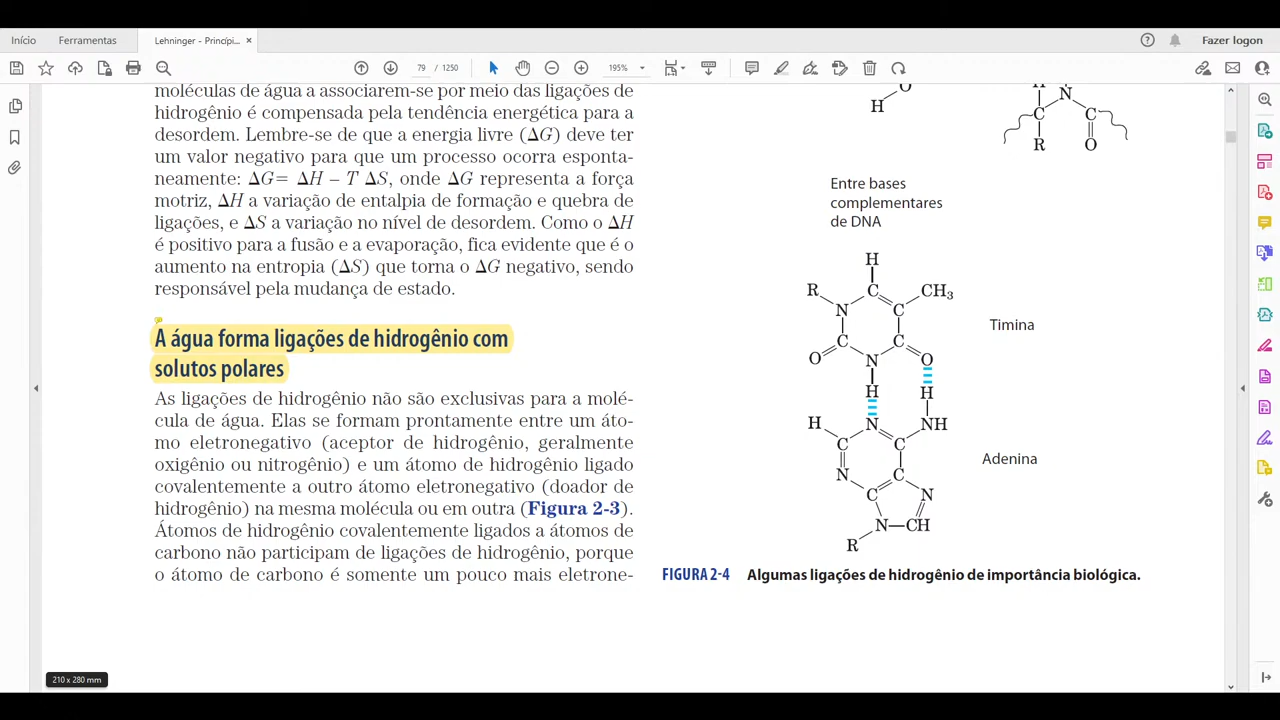 Início
Ferramentas
Lehninger - Princípi... ×
Fazer logon
79 / 1250
195%
moléculas de água a associarem-se por meio das ligações de
hidrogênio é compensada pela tendência energética para a
desordem. Lembre-se de que a energia livre (ΔG) deve ter
um valor negativo para que um processo ocorra esponta-
neamente: ΔG= ΔH – T ΔS, onde ΔG representa a força
motriz, ΔH a variação de entalpia de formação e quebra de
ligações, e ΔS a variação no nível de desordem. Como o ΔH
é positivo para a fusão e a evaporação, fica evidente que é o
aumento na entropia (ΔS) que torna o ΔG negativo, sendo
responsável pela mudança de estado.
A água forma ligações de hidrogênio com
solutos polares
As ligações de hidrogênio não são exclusivas para a molé-
cula de água. Elas se formam prontamente entre um áto-
mo eletronegativo (aceptor de hidrogênio, geralmente
oxigênio ou nitrogênio) e um átomo de hidrogênio ligado
covalentemente a outro átomo eletronegativo (doador de
hidrogênio) na mesma molécula ou em outra (Figura 2-3).
Átomos de hidrogênio covalentemente ligados a átomos de
carbono não participam de ligações de hidrogênio, porque
o átomo de carbono é somente um pouco mais eletrone-
H O
H N
C C
R O
Entre bases
complementares
de DNA
H
R C CH₃
N C
Timina
C C
O N O
H H
H N NH
C C
Adenina
N C N
C
N CH
R
FIGURA 2-4 Algumas ligações de hidrogênio de importância biológica.
210 x 280 mm